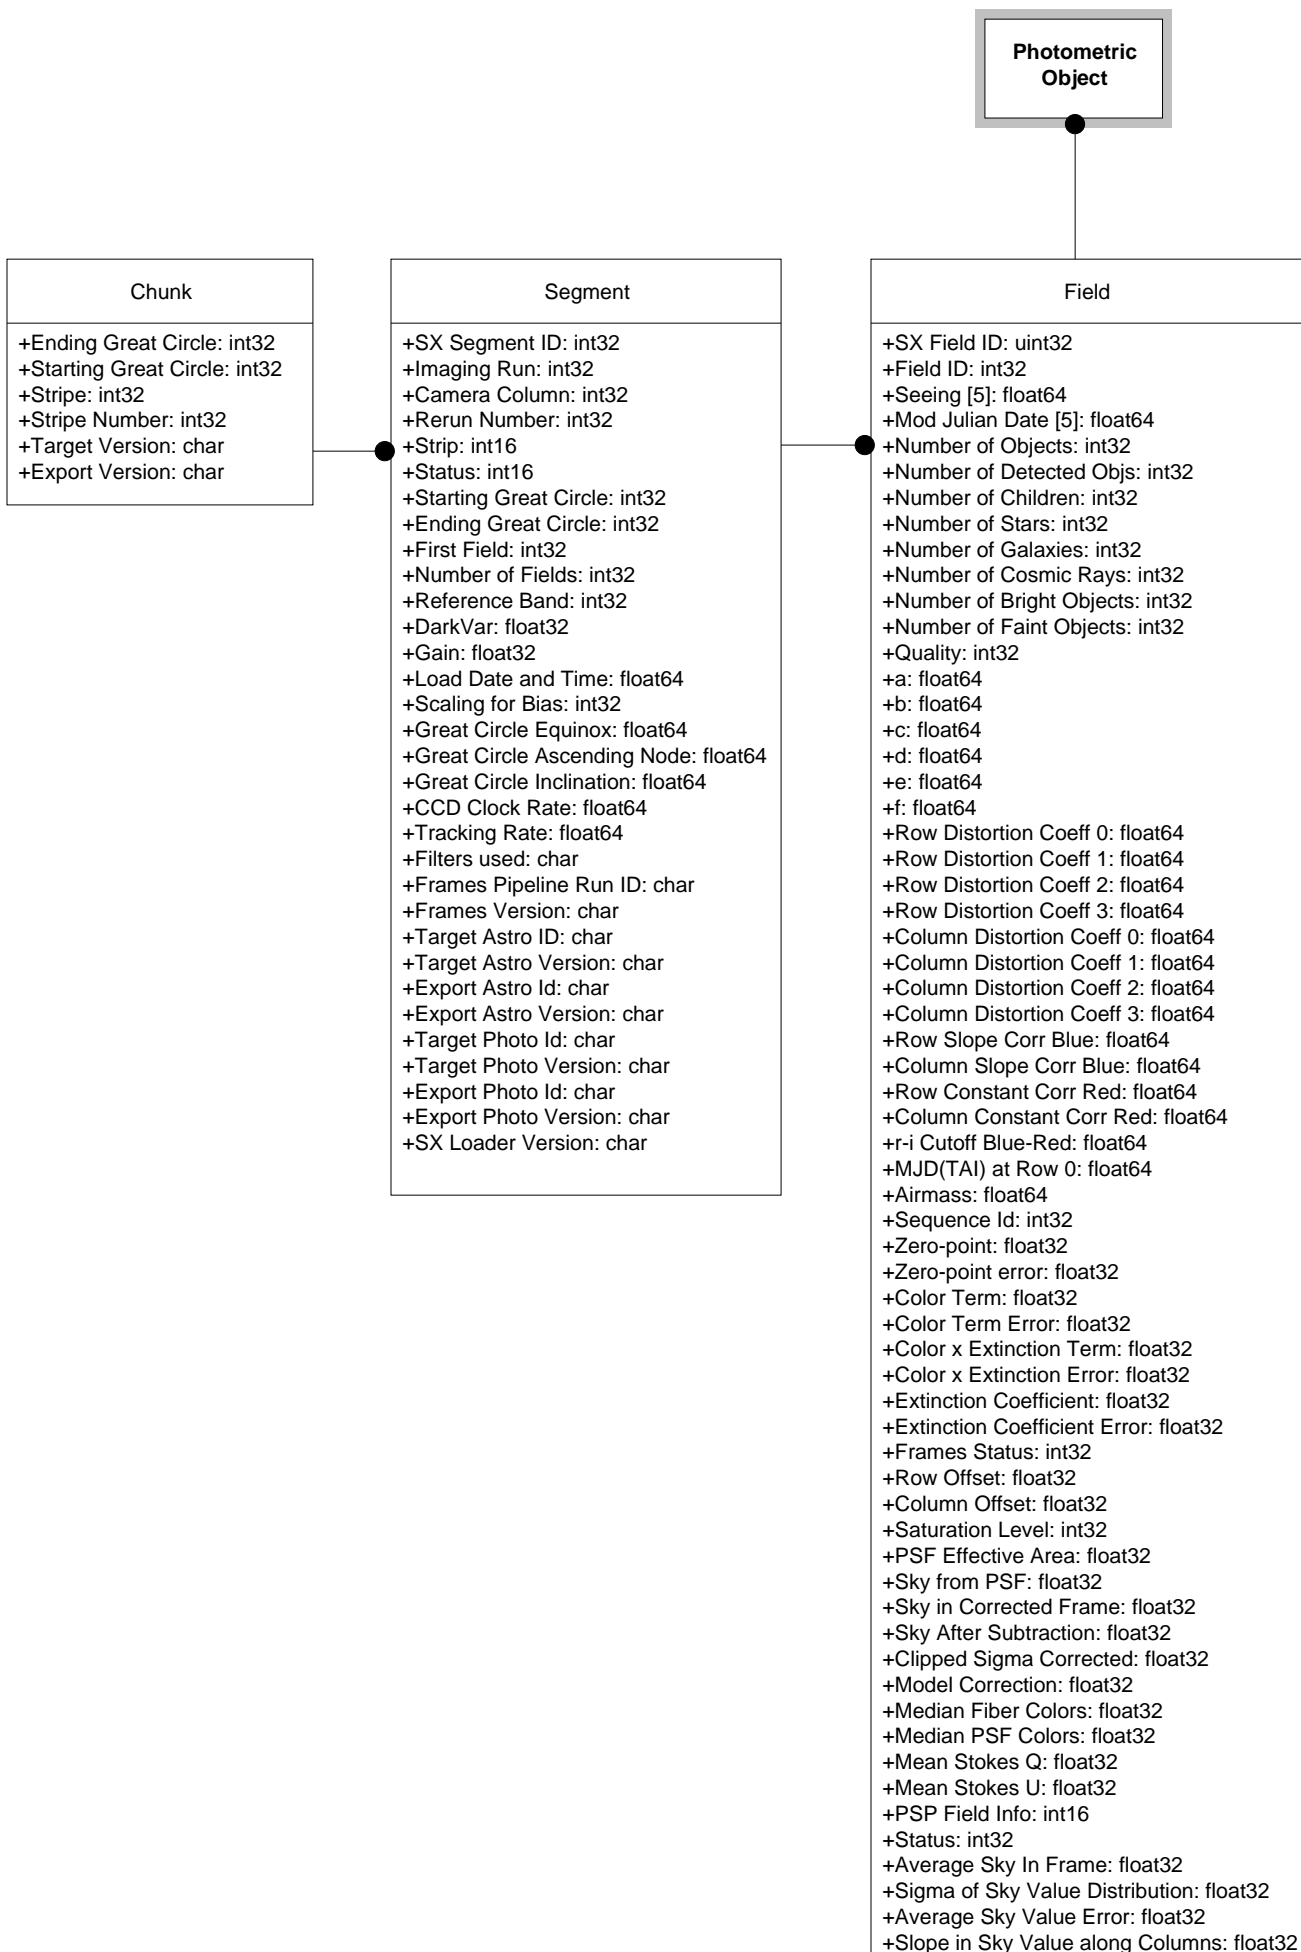 Photometric
Object
Chunk
+Ending Great Circle: int32
+Starting Great Circle: int32
+Stripe: int32
+Stripe Number: int32
+Target Version: char
+Export Version: char
Segment
+SX Segment ID: int32
+Imaging Run: int32
+Camera Column: int32
+Rerun Number: int32
+Strip: int16
+Status: int16
+Starting Great Circle: int32
+Ending Great Circle: int32
+First Field: int32
+Number of Fields: int32
+Reference Band: int32
+DarkVar: float32
+Gain: float32
+Load Date and Time: float64
+Scaling for Bias: int32
+Great Circle Equinox: float64
+Great Circle Ascending Node: float64
+Great Circle Inclination: float64
+CCD Clock Rate: float64
+Tracking Rate: float64
+Filters used: char
+Frames Pipeline Run ID: char
+Frames Version: char
+Target Astro ID: char
+Target Astro Version: char
+Export Astro Id: char
+Export Astro Version: char
+Target Photo Id: char
+Target Photo Version: char
+Export Photo Id: char
+Export Photo Version: char
+SX Loader Version: char
Field
+SX Field ID: uint32
+Field ID: int32
+Seeing [5]: float64
+Mod Julian Date [5]: float64
+Number of Objects: int32
+Number of Detected Objs: int32
+Number of Children: int32
+Number of Stars: int32
+Number of Galaxies: int32
+Number of Cosmic Rays: int32
+Number of Bright Objects: int32
+Number of Faint Objects: int32
+Quality: int32
+a: float64
+b: float64
+c: float64
+d: float64
+e: float64
+f: float64
+Row Distortion Coeff 0: float64
+Row Distortion Coeff 1: float64
+Row Distortion Coeff 2: float64
+Row Distortion Coeff 3: float64
+Column Distortion Coeff 0: float64
+Column Distortion Coeff 1: float64
+Column Distortion Coeff 2: float64
+Column Distortion Coeff 3: float64
+Row Slope Corr Blue: float64
+Column Slope Corr Blue: float64
+Row Constant Corr Red: float64
+Column Constant Corr Red: float64
+r-i Cutoff Blue-Red: float64
+MJD(TAI) at Row 0: float64
+Airmass: float64
+Sequence Id: int32
+Zero-point: float32
+Zero-point error: float32
+Color Term: float32
+Color Term Error: float32
+Color x Extinction Term: float32
+Color x Extinction Error: float32
+Extinction Coefficient: float32
+Extinction Coefficient Error: float32
+Frames Status: int32
+Row Offset: float32
+Column Offset: float32
+Saturation Level: int32
+PSF Effective Area: float32
+Sky from PSF: float32
+Sky in Corrected Frame: float32
+Sky After Subtraction: float32
+Clipped Sigma Corrected: float32
+Model Correction: float32
+Median Fiber Colors: float32
+Median PSF Colors: float32
+Mean Stokes Q: float32
+Mean Stokes U: float32
+PSP Field Info: int16
+Status: int32
+Average Sky In Frame: float32
+Sigma of Sky Value Distribution: float32
+Average Sky Value Error: float32
+Slope in Sky Value along Columns: float32